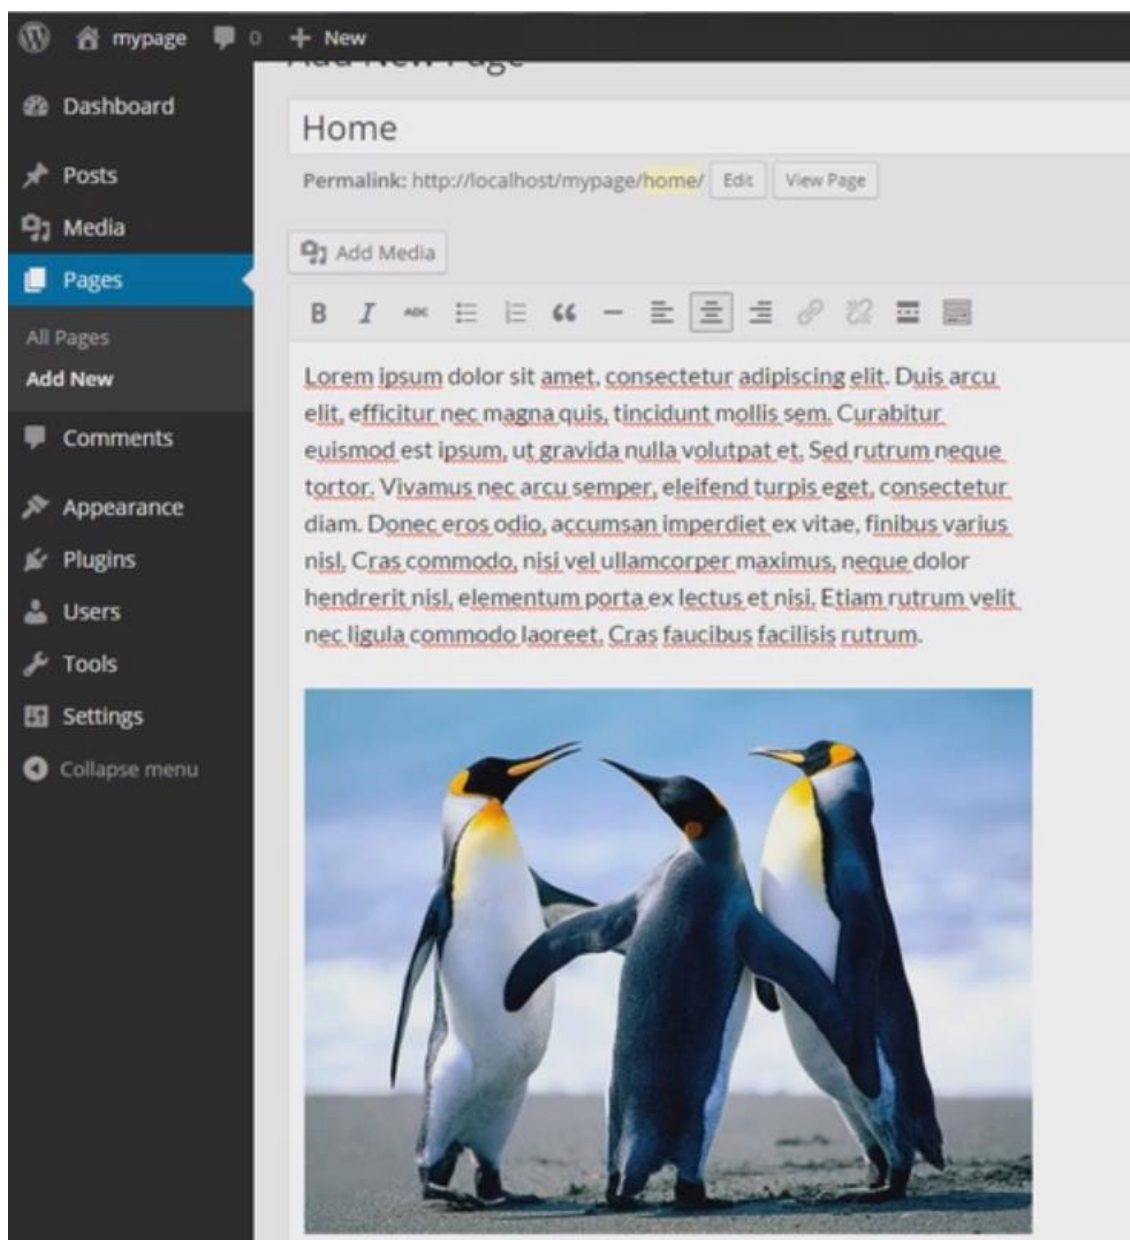 mypage 0 + New
Add New Page
Dashboard
Posts
Media
Pages
All Pages
Add New
Comments
Appearance
Plugins
Users
Tools
Settings
Collapse menu
Home
Permalink: http://localhost/mypage/home/ Edit View Page
Add Media
B I ABC
Lorem ipsum dolor sit amet, consectetur adipiscing elit. Duis arcu
elit, efficitur nec magna quis, tincidunt mollis sem. Curabitur
euismod est ipsum, ut gravida nulla volutpat et. Sed rutrum neque
tortor. Vivamus nec arcu semper, eleifend turpis eget, consectetur
diam. Donec eros odio, accumsan imperdiet ex vitae, finibus varius
nisl. Cras commodo, nisi vel ullamcorper maximus, neque dolor
hendrerit nisl, elementum porta ex lectus et nisi. Etiam rutrum velit
nec ligula commodo laoreet. Cras faucibus facilisis rutrum.